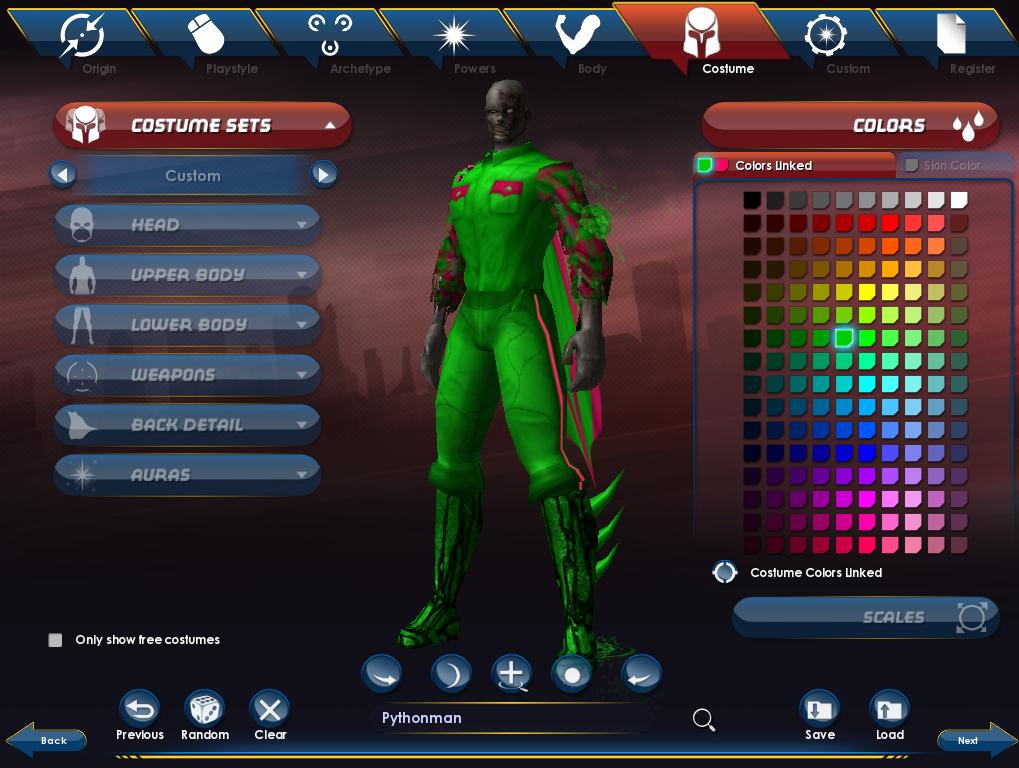 Origin
Playstyle
Archetype
Powers
Body
Costume
Custom
Register
COSTUME SETS
Custom
HEAD
UPPER BODY
LOWER BODY
WEAPONS
BACK DETAIL
AURAS
COLORS
Colors Linked
Skin Color
Costume Colors Linked
SCALES
Only show free costumes
Pythonman
Previous
Random
Clear
Save
Load
Back
Next